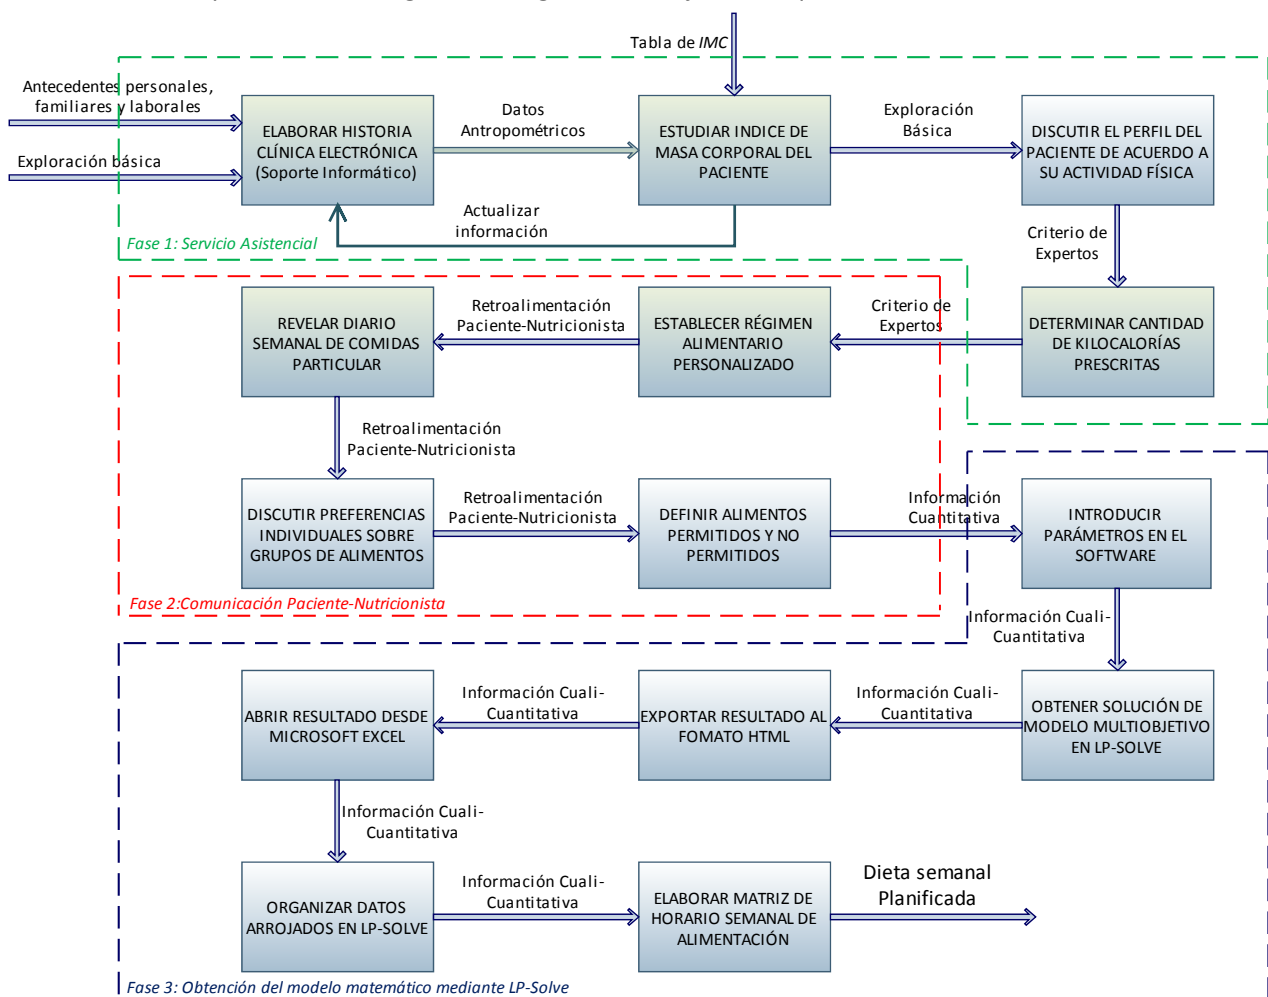 Tabla de IMC
Antecedentes personales,
familiares y laborales
Exploración básica
ELABORAR HISTORIA
CLÍNICA ELECTRÓNICA
(Soporte Informático)
Datos
Antropométricos
ESTUDIAR INDICE DE
MASA CORPORAL DEL
PACIENTE
Exploración
Básica
DISCUTIR EL PERFIL DEL
PACIENTE DE ACUERDO A
SU ACTIVIDAD FÍSICA
Actualizar
información
Fase 1: Servicio Asistencial
Criterio de
Expertos
REVELAR DIARIO
SEMANAL DE COMIDAS
PARTICULAR
Retroalimentación
Paciente-Nutricionista
ESTABLECER RÉGIMEN
ALIMENTARIO
PERSONALIZADO
Criterio de
Expertos
DETERMINAR CANTIDAD
DE KILOCALORÍAS
PRESCRITAS
Retroalimentación
Paciente-Nutricionista
DISCUTIR PREFERENCIAS
INDIVIDUALES SOBRE
GRUPOS DE ALIMENTOS
Retroalimentación
Paciente-Nutricionista
DEFINIR ALIMENTOS
PERMITIDOS Y NO
PERMITIDOS
Información
Cuantitativa
INTRODUCIR
PARÁMETROS EN EL
SOFTWARE
Fase 2:Comunicación Paciente-Nutricionista
Información Cuali-
Cuantitativa
ABRIR RESULTADO DESDE
MICROSOFT EXCEL
Información Cuali-
Cuantitativa
EXPORTAR RESULTADO AL
FOMATO HTML
Información Cuali-
Cuantitativa
OBTENER SOLUCIÓN DE
MODELO MULTIOBJETIVO
EN LP-SOLVE
Información Cuali-
Cuantitativa
ORGANIZAR DATOS
ARROJADOS EN LP-SOLVE
Información Cuali-
Cuantitativa
ELABORAR MATRIZ DE
HORARIO SEMANAL DE
ALIMENTACIÓN
Dieta semanal
Planificada
Fase 3: Obtención del modelo matemático mediante LP-Solve